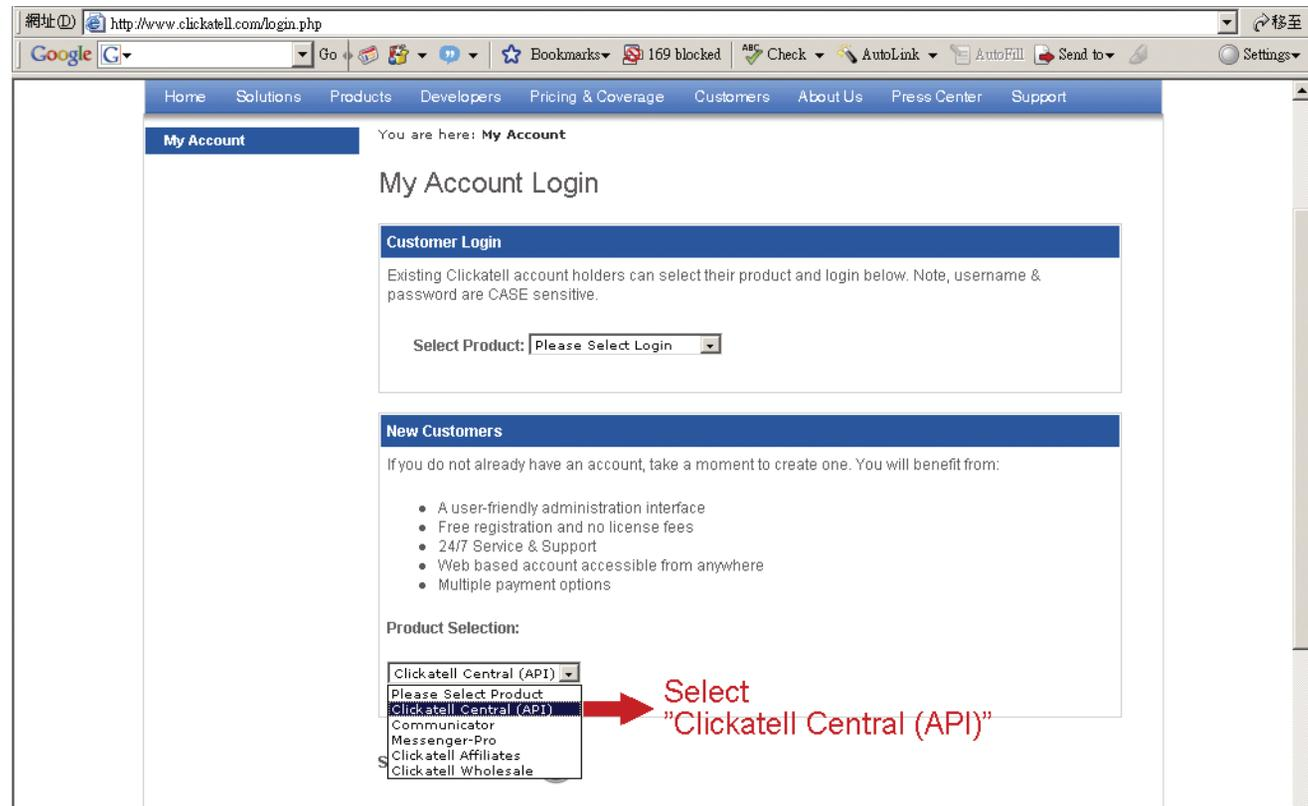 網址(D) http://www.clickatell.com/login.php 移至
Google G Go Bookmarks 169 blocked ABC Check AutoLink AutoFill Send to Settings
Home Solutions Products Developers Pricing & Coverage Customers About Us Press Center Support
My Account
You are here: My Account
My Account Login
Customer Login
Existing Clickatell account holders can select their product and login below. Note, username &
password are CASE sensitive.
Select Product: Please Select Login
New Customers
If you do not already have an account, take a moment to create one. You will benefit from:
● A user-friendly administration interface
● Free registration and no license fees
● 24/7 Service & Support
● Web based account accessible from anywhere
● Multiple payment options
Product Selection:
Clickatell Central (API)
Please Select Product
Clickatell Central (API)
Communicator
Messenger-Pro
Clickatell Affiliates
Clickatell Wholesale
Select
"Clickatell Central (API)"